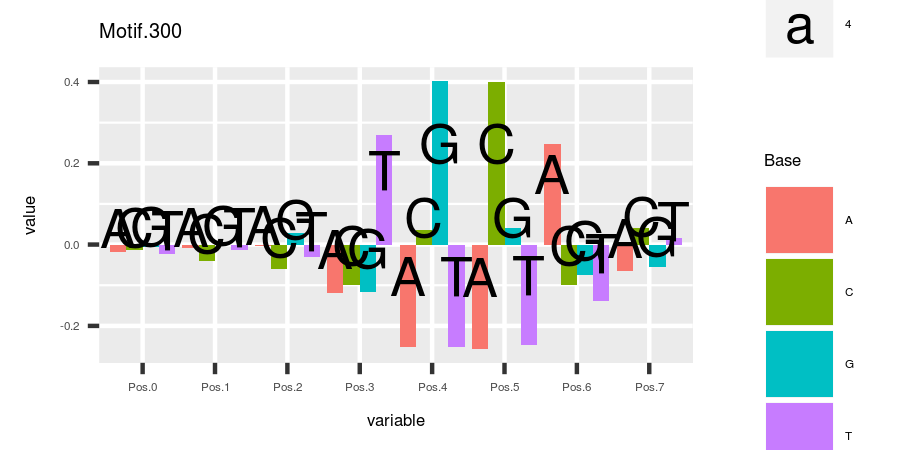 Motif.300
a 4
value
0.4
0.2
0.0
-0.2
A C G T A C G T A C G T A C G T A C G T A C G T A C G T A C G T
Pos.0 Pos.1 Pos.2 Pos.3 Pos.4 Pos.5 Pos.6 Pos.7
variable
Base
A
C
G
T